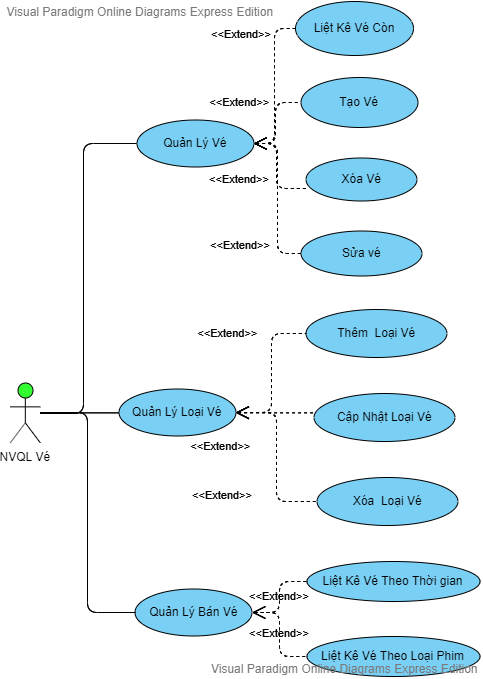 Visual Paradigm Online Diagrams Express Edition
<<Extend>>
Liệt Kê Vé Còn
<<Extend>>
Tạo Vé
Quản Lý Vé
<<Extend>>
Xóa Vé
<<Extend>>
Sửa vé
<<Extend>>
Thêm Loại Vé
Quản Lý Loại Vé
Cập Nhật Loại Vé
<<Extend>>
NVQL Vé
<<Extend>>
Xóa Loại Vé
Liệt Kê Vé Theo Thời gian
<<Extend>>
Quản Lý Bán Vé
<<Extend>>
Liệt Kê Vé Theo Loại Phim
Visual Paradigm Online Diagrams Express Edition